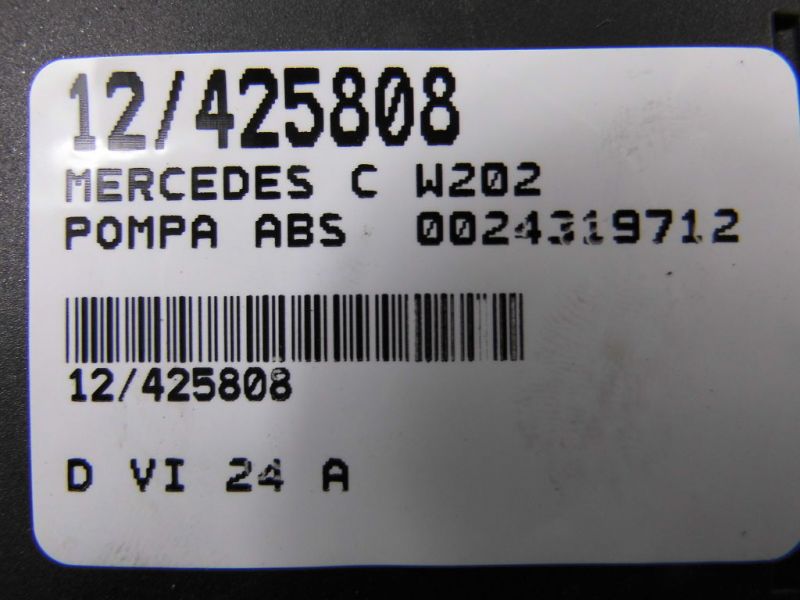 12/425808
MERCEDES C W202
POMPA ABS 0024319712
12/425808
D VI 24 A